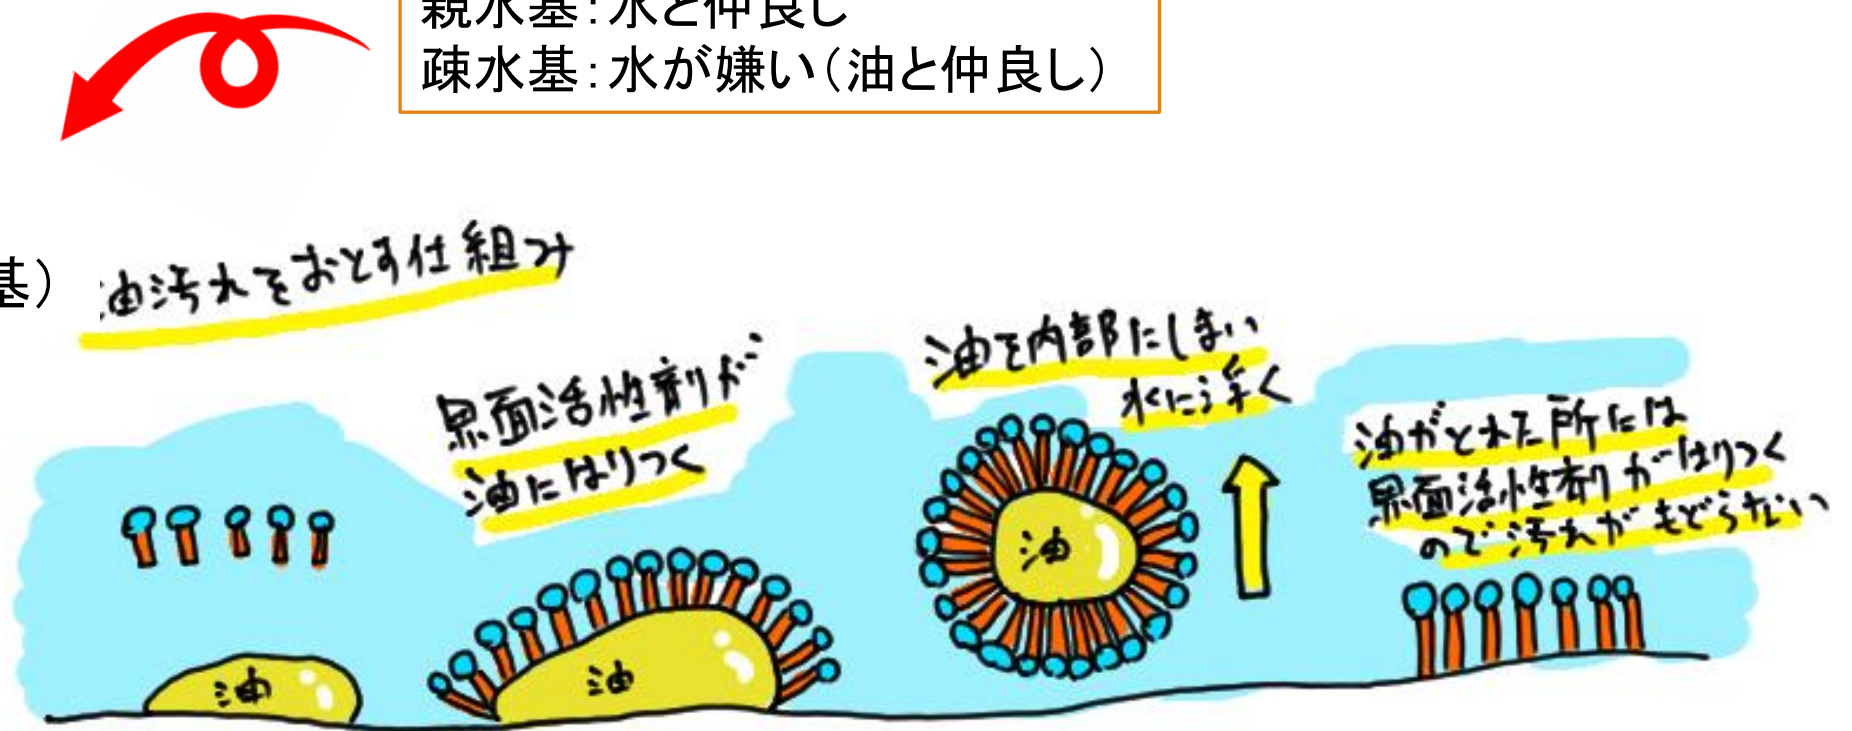 親水基：水と仲良し
疎水基：水が嫌い（油と仲良し）
基）
油汚れをおとす仕組み
界面活性剤が
油にはりつく
油を内部にしまい
水に浮く
油がとれた所には
界面活性剤がはりつく
ので汚れがもどらない
油
油
油